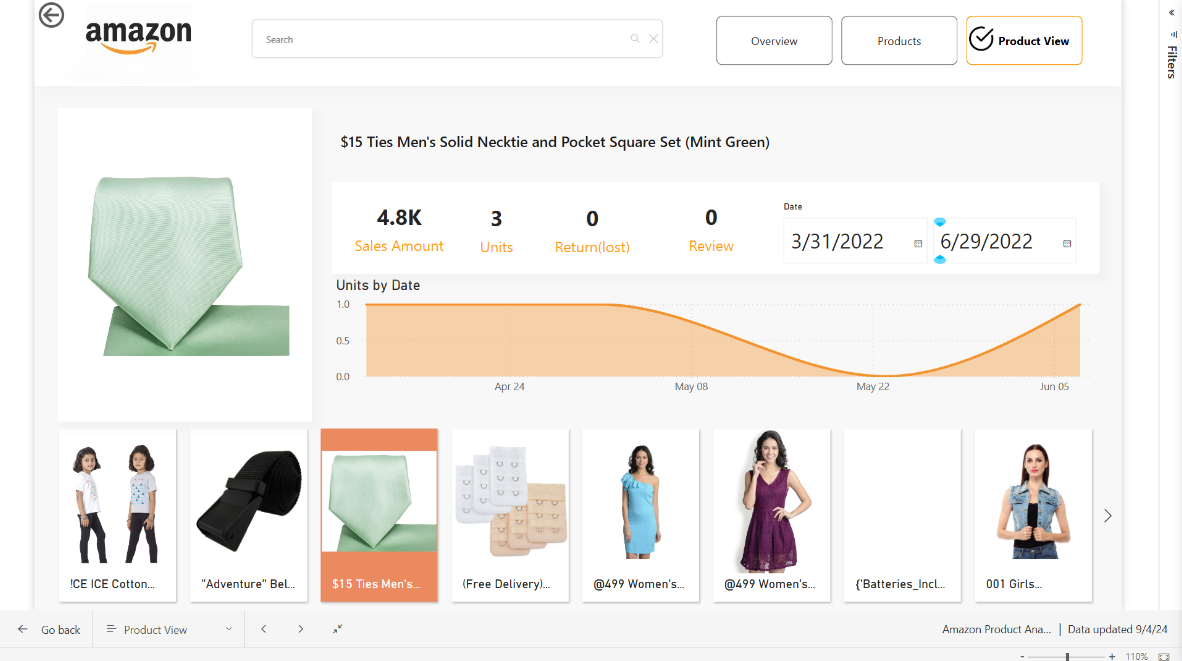 amazon
Search
Overview
Products
Product View
Filters
$15 Ties Men's Solid Necktie and Pocket Square Set (Mint Green)
4.8K
Sales Amount
3
Units
0
Return(lost)
0
Review
Date
3/31/2022
6/29/2022
Units by Date
1.0
0.5
0.0
Apr 24
May 08
May 22
Jun 05
!CE ICE Cotton...
"Adventure" Bel...
$15 Ties Men's...
(Free Delivery)...
@499 Women's...
@499 Women's...
{'Batteries_Incl...
001 Girls...
Go back
Product View
Amazon Product Ana... | Data updated 9/4/24
- + 110%